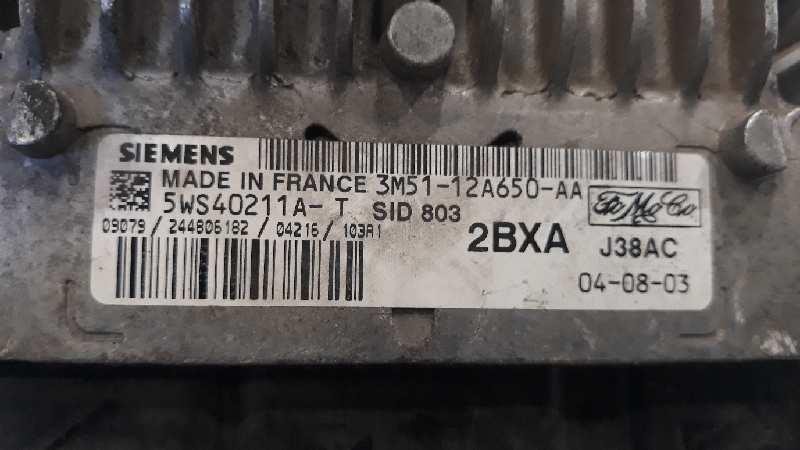 SIEMENS
MADE IN FRANCE 3M51-12A650-AA
5WS40211A-T SID 803
FoMoCo
09079 / 244806182 / 04216 / 103A1
2BXA J38AC
04-08-03